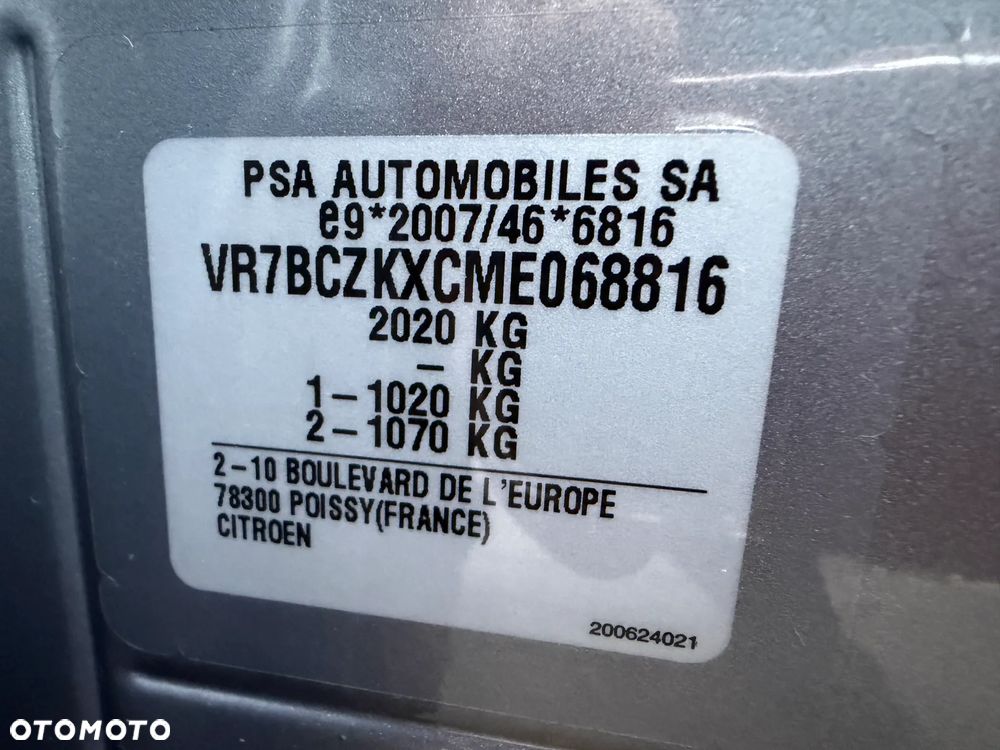 PSA AUTOMOBILES SA
e9*2007/46*6816
VR7BCZKXCME068816
2020 KG
- KG
1-1020 KG
2-1070 KG
2-10 BOULEVARD DE L'EUROPE
78300 POISSY(FRANCE)
CITROEN
200624021
OTOMOTO